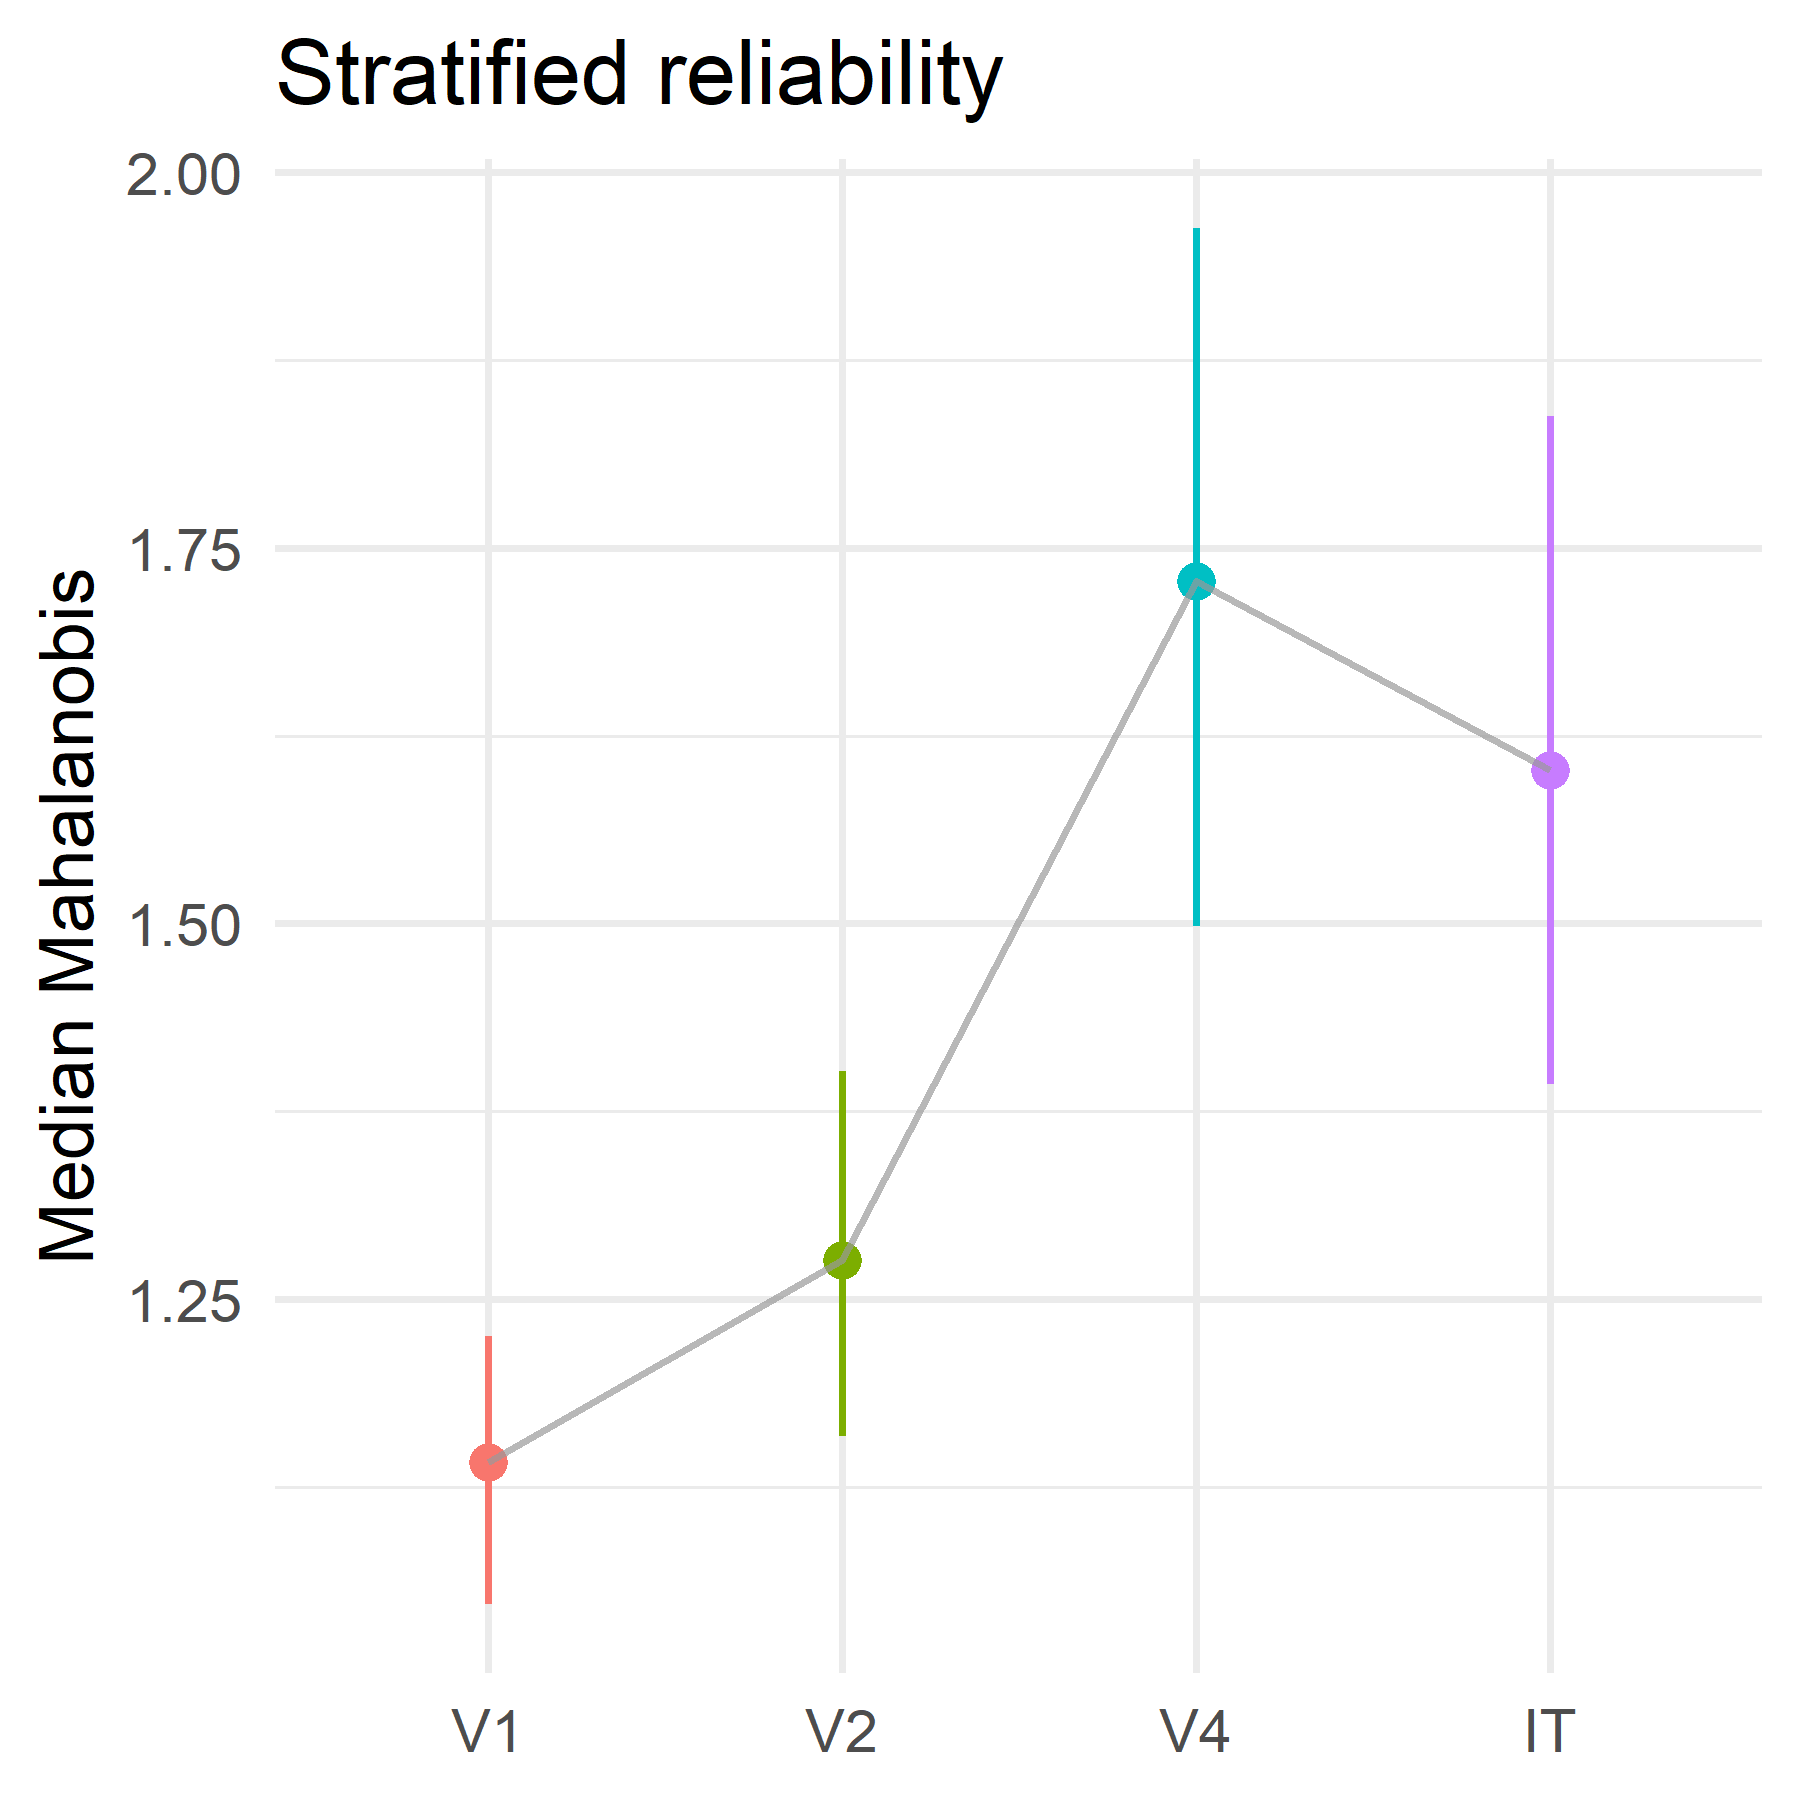 Stratified reliability
2.00
1.75
1.50
1.25
Median Mahalanobis
V1
V2
V4
IT